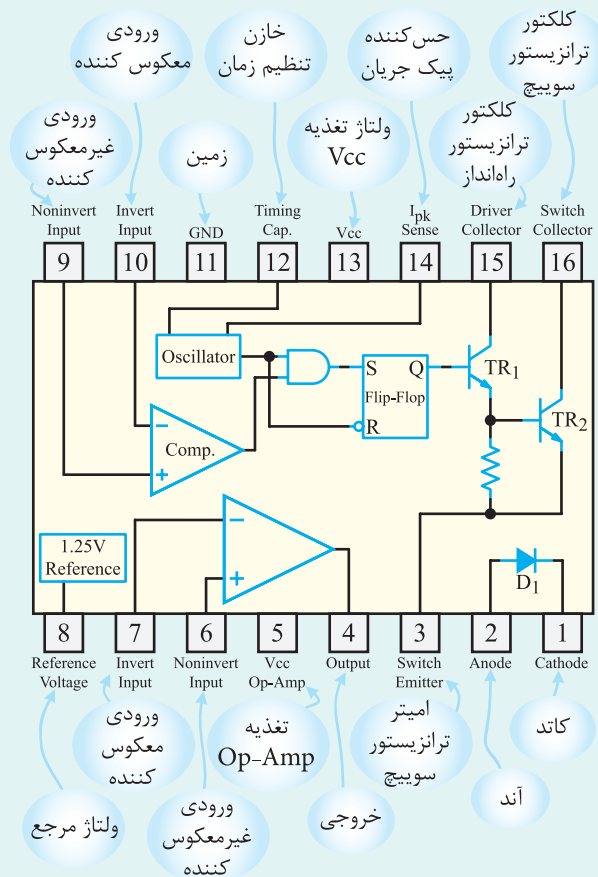 ورودی
معکوس کننده
خازن
تنظیم زمان
حس‌کننده
پیک جریان
کلکتور
ترانزیستور
سوییچ
ورودی
غیرمعکوس
کننده
زمین
ولتاژ تغذیه
Vcc
کلکتور
ترانزیستور
راه‌انداز
Noninvert
Input
Invert
Input
GND
Timing
Cap.
Vcc
Ipk
Sense
Driver
Collector
Switch
Collector
9
10
11
12
13
14
15
16
Oscillator
S
Q
Flip-Flop
R
TR1
TR2
−
Comp.
+
1.25V
Reference
−
+
D1
8
7
6
5
4
3
2
1
Reference
Voltage
Invert
Input
Noninvert
Input
Vcc
Op-Amp
Output
Switch
Emitter
Anode
Cathode
ورودی
معکوس
کننده
تغذیه
Op-Amp
امیتر
ترانزیستور
سوییچ
کاتد
ولتاژ مرجع
ورودی
غیرمعکوس
کننده
خروجی
آند